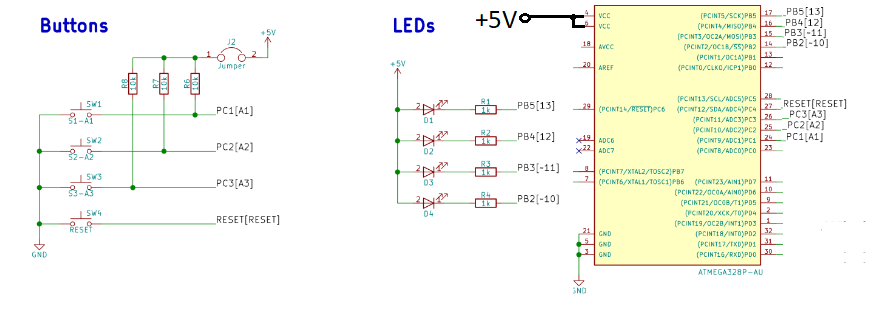 Buttons
J2
1
2
Jumper
+5V
R8
10k
R7
10k
R6
10k
SW1
S1-A1
PC1[A1]
SW2
S2-A2
PC2[A2]
SW3
S3-A3
PC3[A3]
SW4
RESET
RESET[RESET]
GND
LEDs
+5V
2
1
D1
R1
1k
PB5[13]
2
1
D2
R2
1k
PB4[12]
2
1
D3
R3
1k
PB3[~11]
2
1
D4
R4
1k
PB2[~10]
+5V
4
VCC
6
VCC
18
AVCC
20
AREF
29
(PCINT14/RESET)PC6
19
ADC6
22
ADC7
8
(PCINT7/XTAL2/TOSC2)PB7
7
(PCINT6/XTAL1/TOSC1)PB6
21
GND
5
GND
3
GND
GND
(PCINT5/SCK)PB5
17
PB5[13]
(PCINT4/MISO)PB4
16
PB4[12]
(PCINT3/OC2A/MOSI)PB3
15
PB3[~11]
(PCINT2/OC1B/SS)PB2
14
PB2[~10]
(PCINT1/OC1A)PB1
13
(PCINT0/CLKO/ICP1)PB0
12
(PCINT13/SCL/ADC5)PC5
28
(PCINT12/SDA/ADC4)PC4
27
RESET[RESET]
(PCINT11/ADC3)PC3
26
PC3[A3]
(PCINT10/ADC2)PC2
25
PC2[A2]
(PCINT9/ADC1)PC1
24
PC1[A1]
(PCINT8/ADC0)PC0
23
(PCINT23/AIN1)PD7
11
(PCINT22/OC0A/AIN0)PD6
10
(PCINT21/OC0B/T1)PD5
9
(PCINT20/XCK/T0)PD4
2
(PCINT19/OC2B/INT1)PD3
1
(PCINT18/INT0)PD2
32
(PCINT17/TXD)PD1
31
(PCINT16/RXD)PD0
30
ATMEGA328P-AU